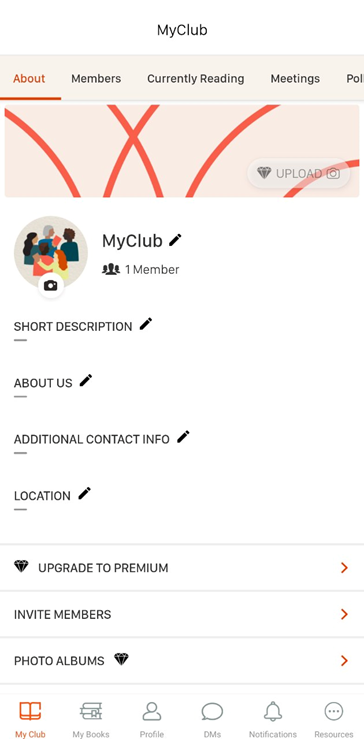 MyClub
About Members Currently Reading Meetings Poll
UPLOAD
MyClub
1 Member
SHORT DESCRIPTION
ABOUT US
ADDITIONAL CONTACT INFO
LOCATION
UPGRADE TO PREMIUM
INVITE MEMBERS
PHOTO ALBUMS
My Club My Books Profile DMs Notifications Resources